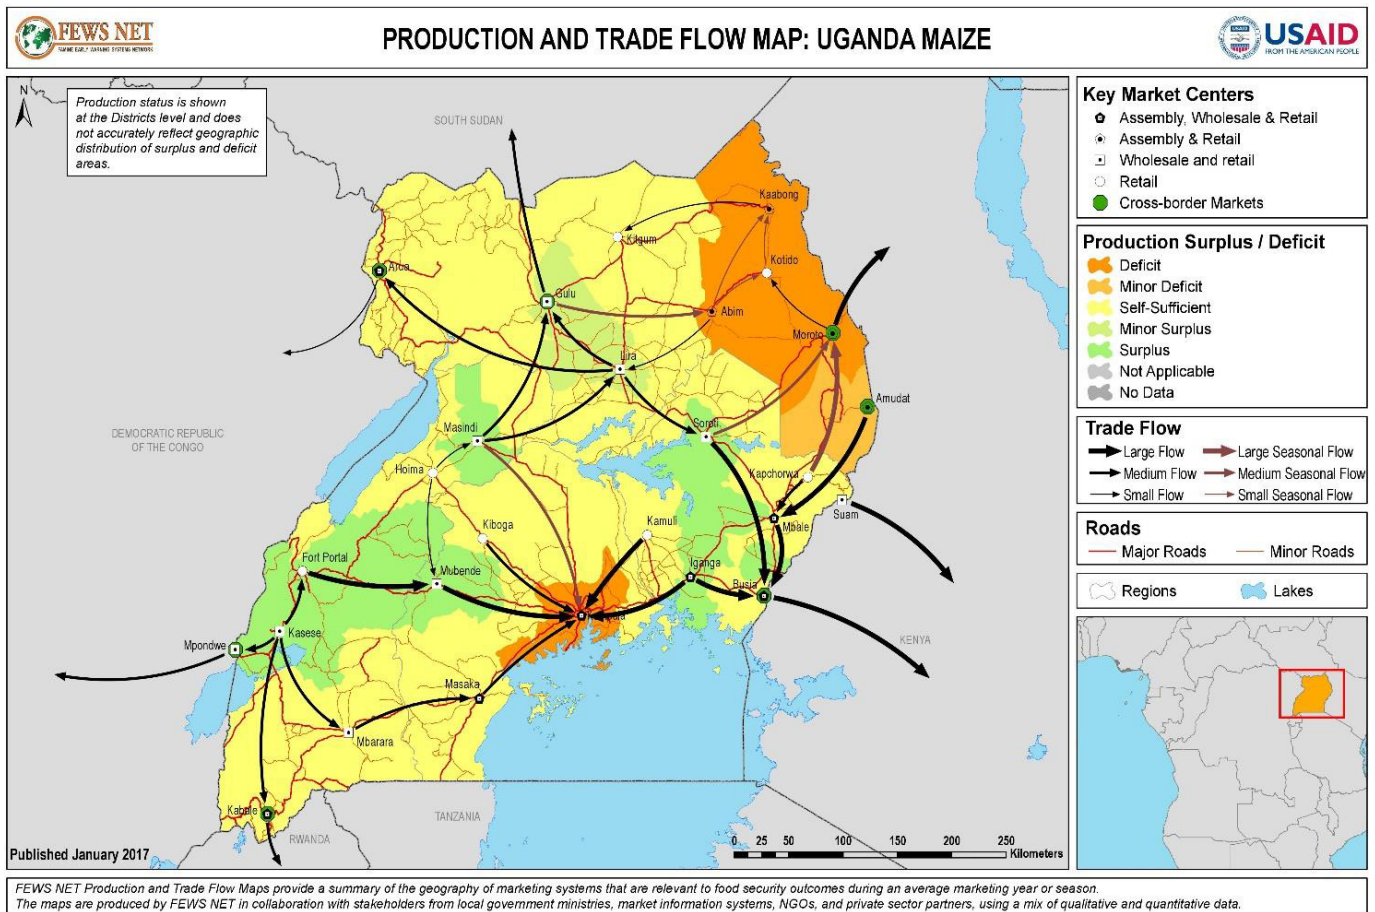 FEWS NET
FAMINE EARLY WARNING SYSTEMS NETWORK
PRODUCTION AND TRADE FLOW MAP: UGANDA MAIZE
USAID
FROM THE AMERICAN PEOPLE
N
Production status is shown
at the Districts level and does
not accurately reflect geographic
distribution of surplus and deficit
areas.
SOUTH SUDAN
Kaabong
Kitgum
Arua
Kotido
Gulu
Abim
Moroto
Lira
Amudat
DEMOCRATIC REPUBLIC
OF THE CONGO
Masindi
Soroti
Hoima
Kapchorwa
Suam
Mbale
Kiboga
Kamuli
Fort Portal
Mubende
Iganga
Busia
Kasese
Mpondwe
KENYA
Masaka
Mbarara
Kabale
RWANDA
TANZANIA
Published January 2017
0 25 50 100 150 200 250
Kilometers
Key Market Centers
Assembly, Wholesale & Retail
Assembly & Retail
Wholesale and retail
Retail
Cross-border Markets
Production Surplus / Deficit
Deficit
Minor Deficit
Self-Sufficient
Minor Surplus
Surplus
Not Applicable
No Data
Trade Flow
Large Flow Large Seasonal Flow
Medium Flow Medium Seasonal Flow
Small Flow Small Seasonal Flow
Roads
Major Roads Minor Roads
Regions Lakes
FEWS NET Production and Trade Flow Maps provide a summary of the geography of marketing systems that are relevant to food security outcomes during an average marketing year or season.
The maps are produced by FEWS NET in collaboration with stakeholders from local government ministries, market information systems, NGOs, and private sector partners, using a mix of qualitative and quantitative data.